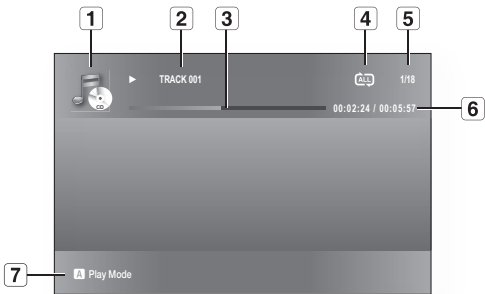 1 2 3 4 5
TRACK 001 ALL 1/18
CD
00:02:24 / 00:05:57 6
7 A Play Mode